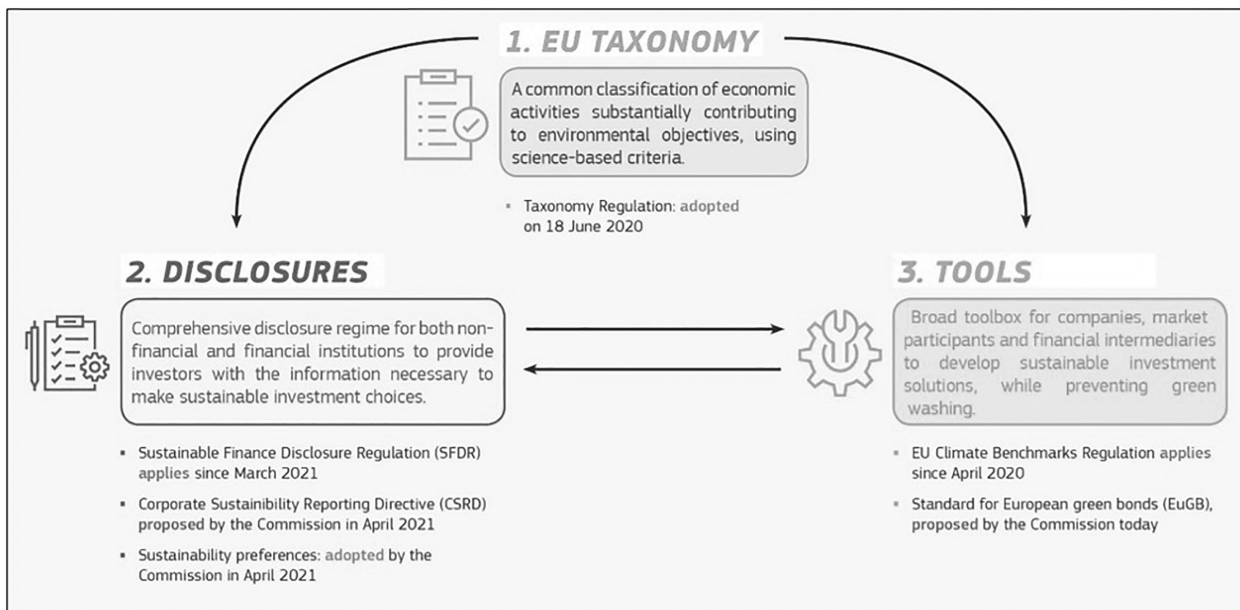 1. EU TAXONOMY
A common classification of economic
activities substantially contributing
to environmental objectives, using
science-based criteria.
▪ Taxonomy Regulation: adopted
on 18 June 2020
2. DISCLOSURES
Comprehensive disclosure regime for both non-
financial and financial institutions to provide
investors with the information necessary to
make sustainable investment choices.
▪ Sustainable Finance Disclosure Regulation (SFDR)
applies since March 2021
▪ Corporate Sustainibility Reporting Directive (CSRD)
proposed by the Commission in April 2021
▪ Sustainability preferences: adopted by the
Commission in April 2021
3. TOOLS
Broad toolbox for companies, market
participants and financial intermediaries
to develop sustainable investment
solutions, while preventing green
washing.
▪ EU Climate Benchmarks Regulation applies
since April 2020
▪ Standard for European green bonds (EuGB),
proposed by the Commission today